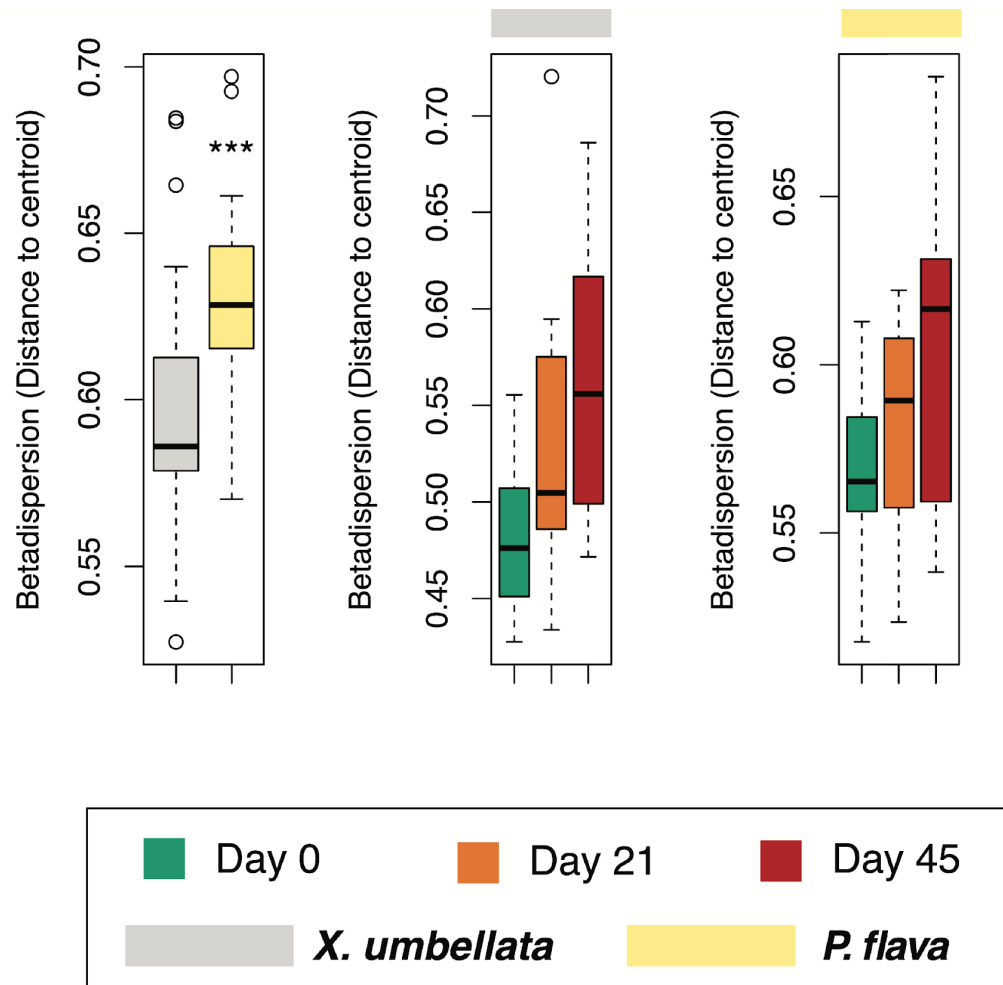 Betadispersion (Distance to centroid)
0.70
0.65
0.60
0.55
***
Betadispersion (Distance to centroid)
0.70
0.65
0.60
0.55
0.50
0.45
Betadispersion (Distance to centroid)
0.65
0.60
0.55
Day 0 Day 21 Day 45
X. umbellata P. flava